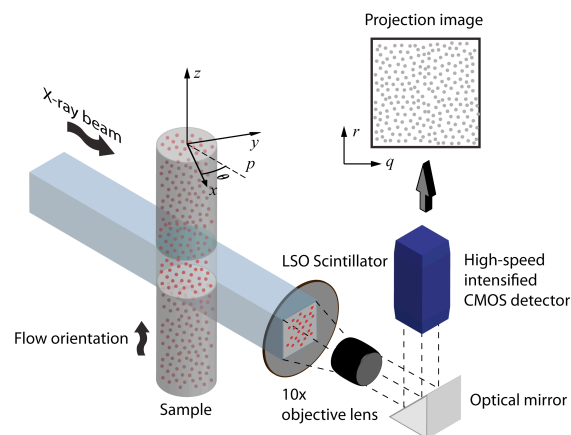 Projection image
z
X-ray beam
y
p
x
θ
r
q
LSO Scintillator
High-speed
intensified
CMOS detector
Flow orientation
Sample
10x
objective lens
Optical mirror